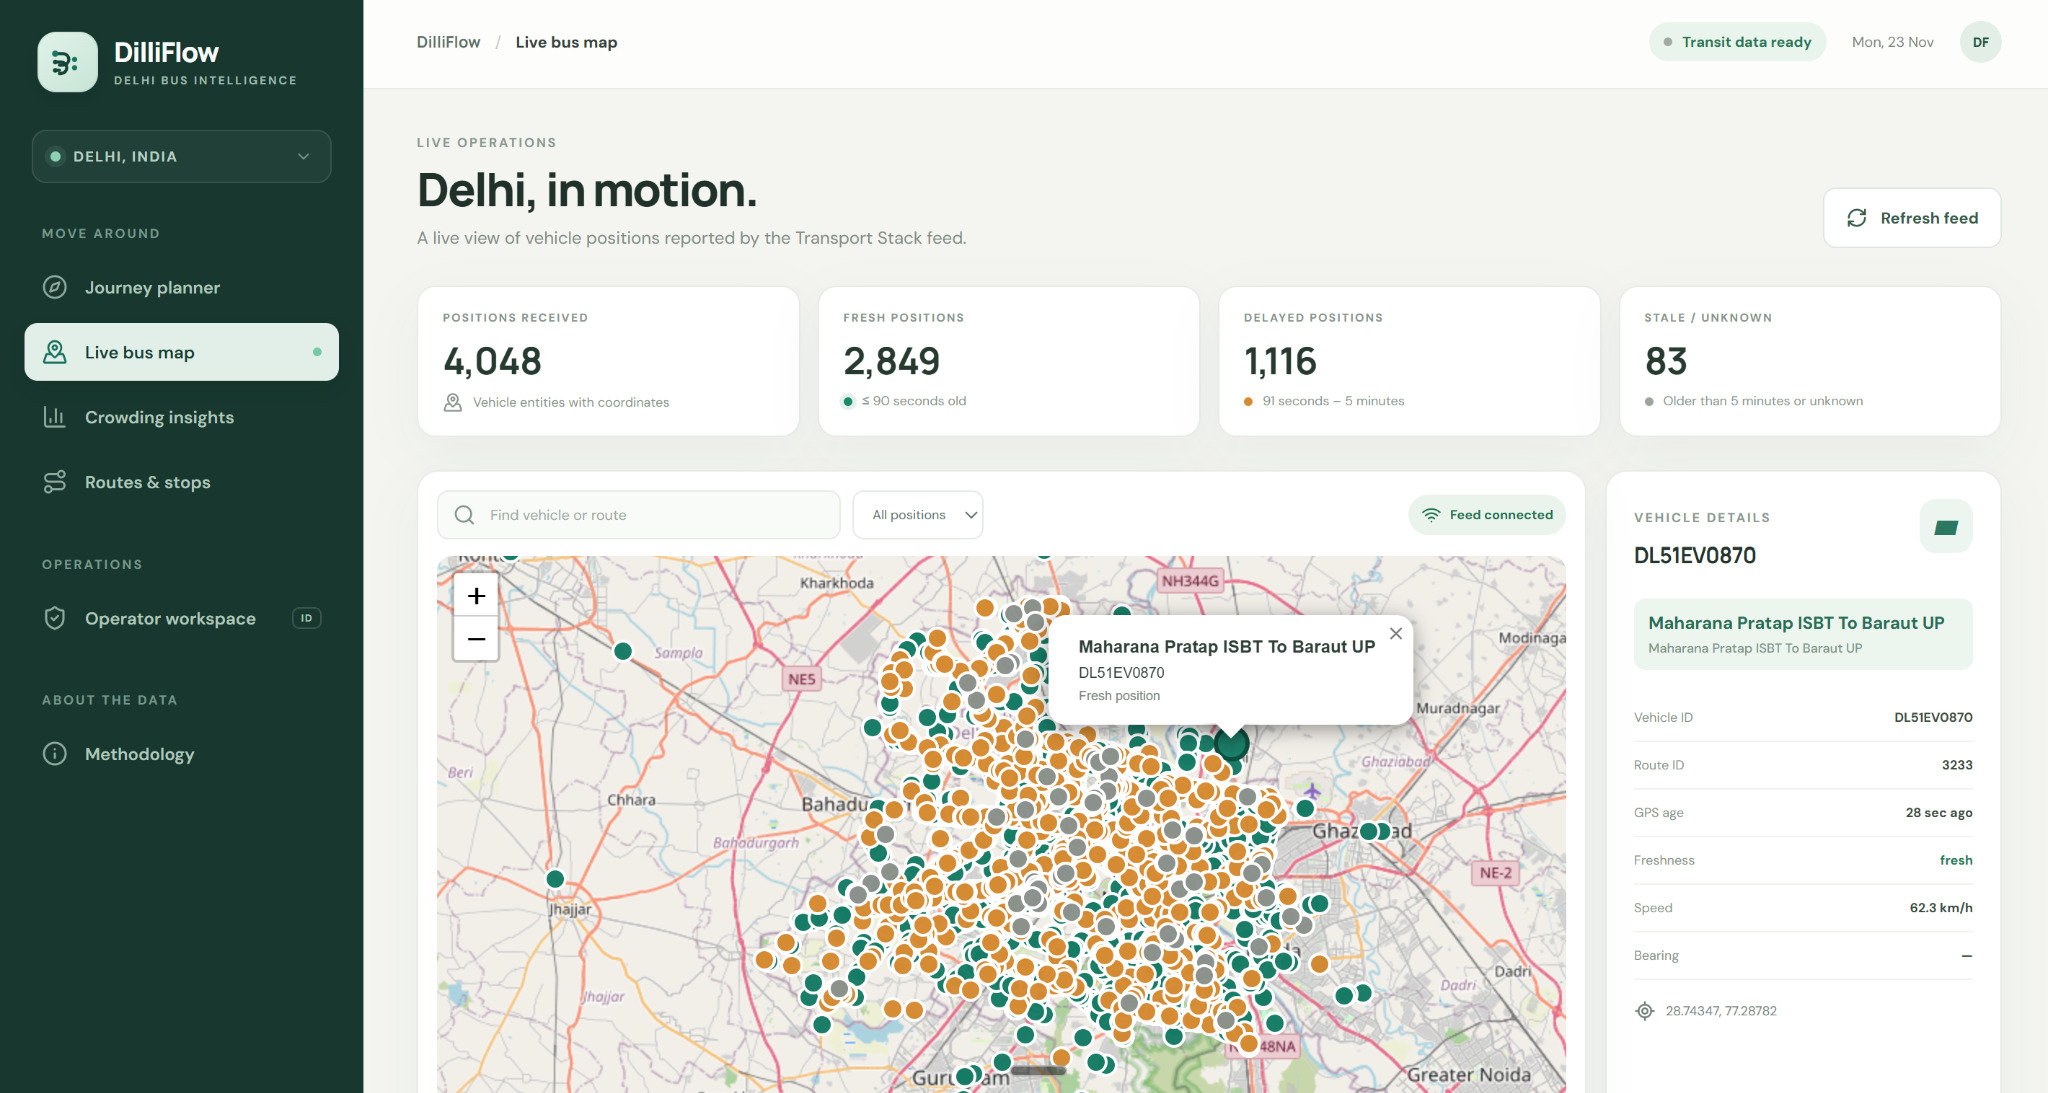 DilliFlow
DELHI BUS INTELLIGENCE
DELHI, INDIA
MOVE AROUND
Journey planner
Live bus map
Crowding insights
Routes & stops
OPERATIONS
Operator workspace
ID
ABOUT THE DATA
Methodology
DilliFlow / Live bus map
Transit data ready
Mon, 23 Nov
DF
LIVE OPERATIONS
Delhi, in motion.
A live view of vehicle positions reported by the Transport Stack feed.
Refresh feed
POSITIONS RECEIVED
4,048
Vehicle entities with coordinates
FRESH POSITIONS
2,849
≤ 90 seconds old
DELAYED POSITIONS
1,116
91 seconds – 5 minutes
STALE / UNKNOWN
83
Older than 5 minutes or unknown
Find vehicle or route
All positions
Feed connected
+
−
Kharkhoda
NH344G
Sampla
NE5
Maharana Pratap ISBT To Baraut UP
DL51EV0870
Fresh position
Muradnagar
Ghaziabad
Beri
Chhara
Bahadurgarh
NE-2
Jhajjar
Jhajjar
Dadri
Dadri
48NA
Greater Noida
VEHICLE DETAILS
DL51EV0870
Maharana Pratap ISBT To Baraut UP
Maharana Pratap ISBT To Baraut UP
Vehicle ID DL51EV0870
Route ID 3233
GPS age 28 sec ago
Freshness fresh
Speed 62.3 km/h
Bearing —
28.74347, 77.28782